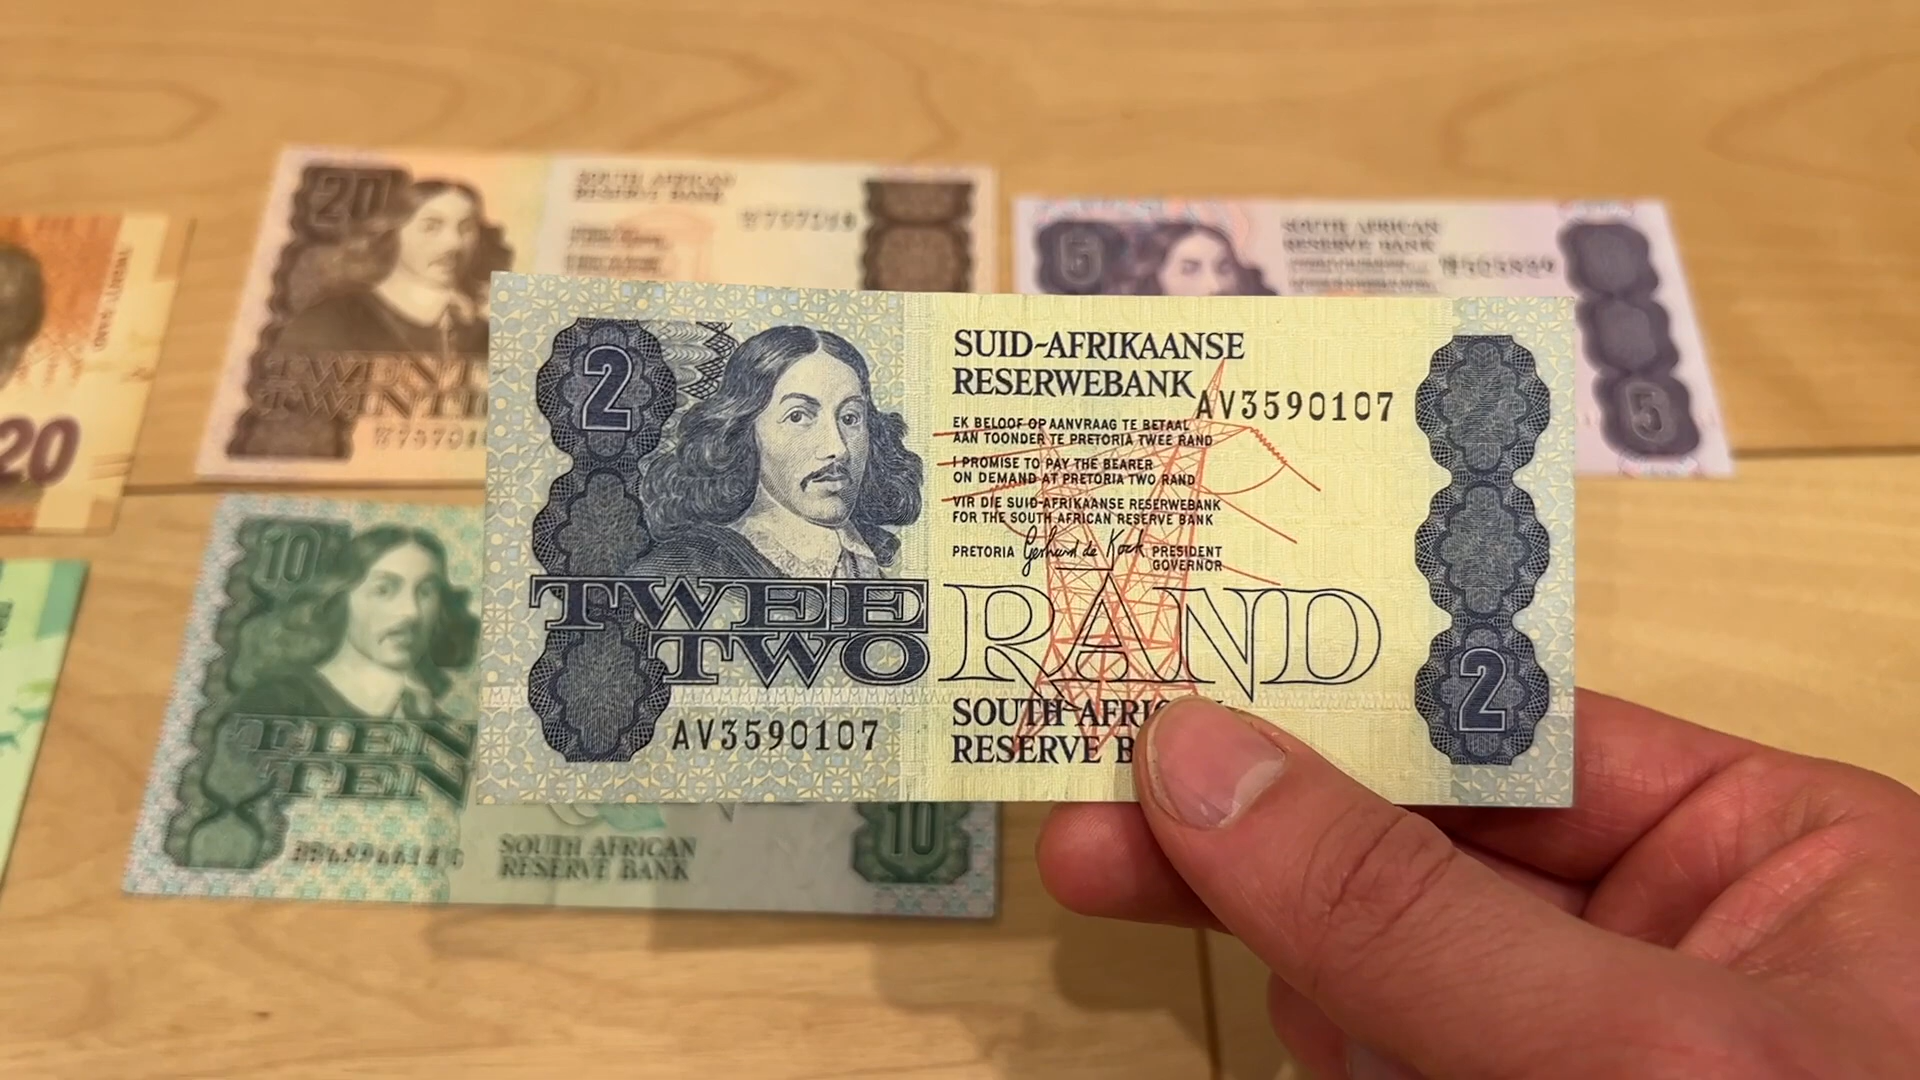 2
SUID-AFRIKAANSE
RESERWEBANK
AV3590107
EK BELOOF OP AANVRAAG TE BETAAL
AAN TOONDER TE PRETORIA TWEE RAND
I PROMISE TO PAY THE BEARER
ON DEMAND AT PRETORIA TWO RAND
VIR DIE SUID-AFRIKAANSE RESERWEBANK
FOR THE SOUTH AFRICAN RESERVE BANK
PRETORIA Gerhard de Kock PRESIDENT
GOVERNOR
TWEE
TWO
RAND
AV3590107
SOUTH AFRIC
RESERVE B
2
20
SOUTH AFRICAN
RESERVE BANK
5
SOUTH AFRICAN
RESERVE BANK
5
20
10
TIEN
TEN
SOUTH AFRICAN
RESERVE BANK
10